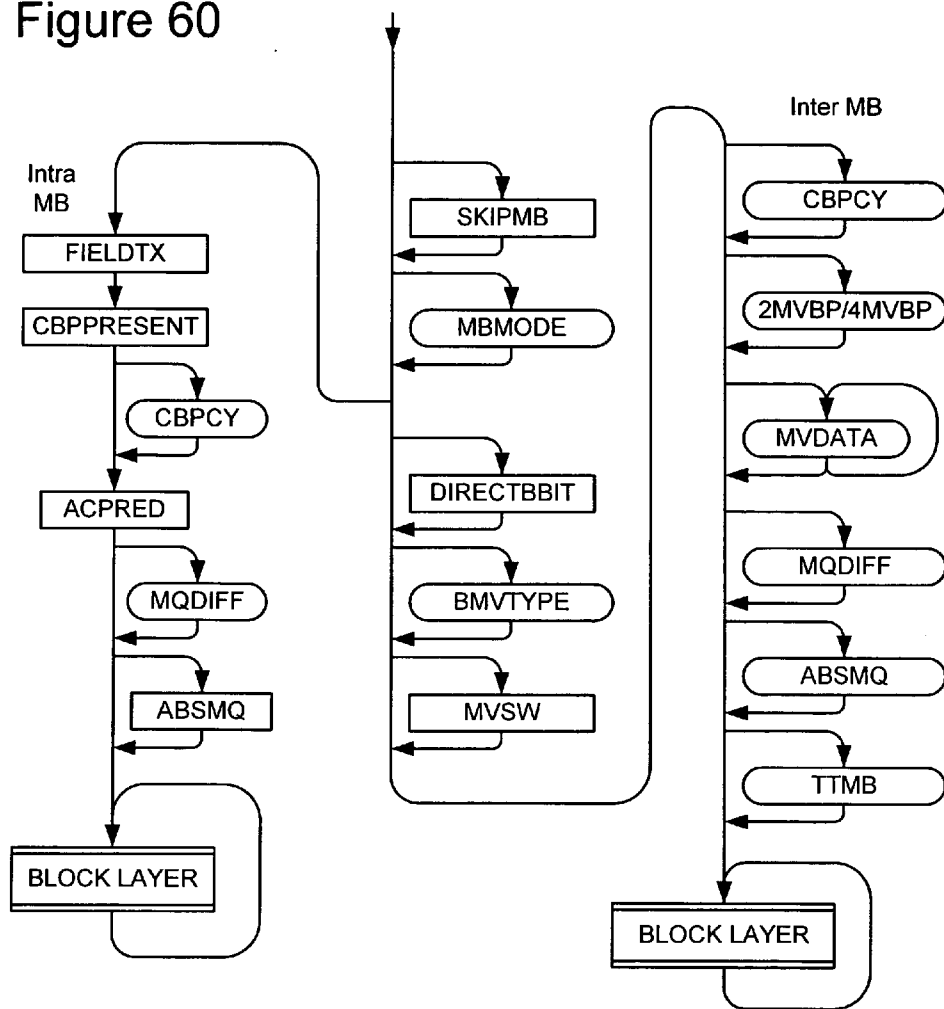 Figure 60
SKIPMB
MBMODE
DIRECTBBIT
BMVTYPE
MVSW
Intra
MB
FIELDTX
CBPPRESENT
CBPCY
ACPRED
MQDIFF
ABSMQ
BLOCK LAYER
Inter MB
CBPCY
2MVBP/4MVBP
MVDATA
MQDIFF
ABSMQ
TTMB
BLOCK LAYER